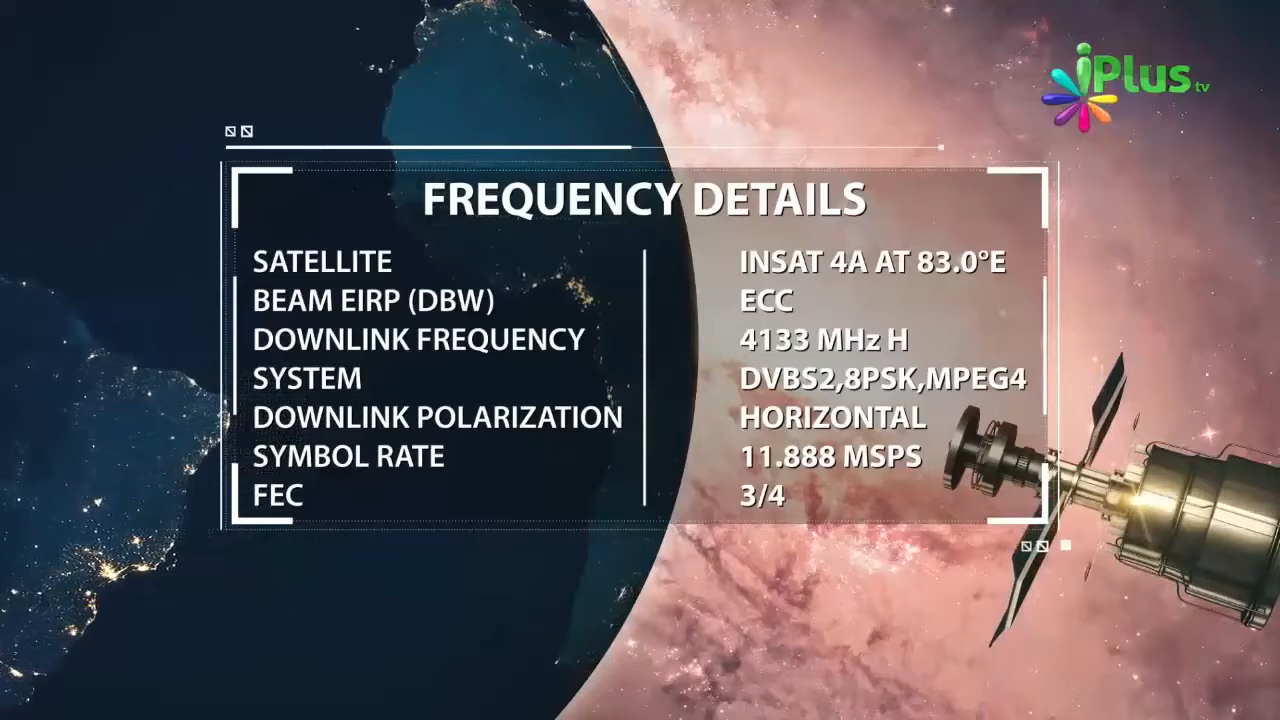 iPlus tv
FREQUENCY DETAILS
SATELLITE INSAT 4A AT 83.0°E
BEAM EIRP (DBW) ECC
DOWNLINK FREQUENCY 4133 MHz H
SYSTEM DVBS2,8PSK,MPEG4
DOWNLINK POLARIZATION HORIZONTAL
SYMBOL RATE 11.888 MSPS
FEC 3/4